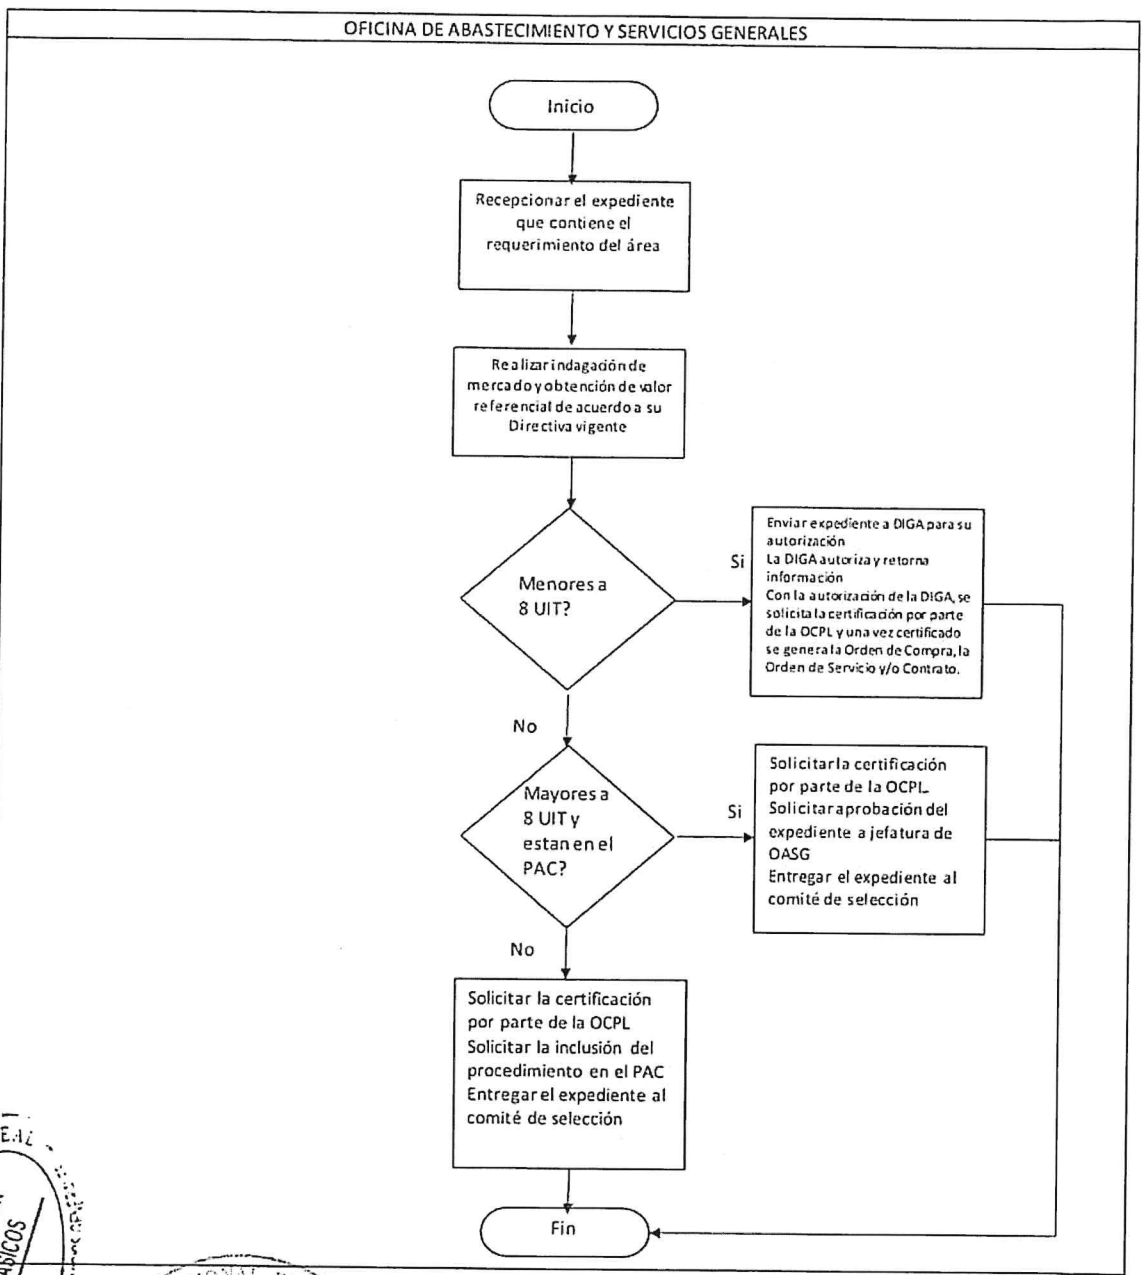 OFICINA DE ABASTECIMIENTO Y SERVICIOS GENERALES
Inicio
Recepcionar el expediente
que contiene el
requerimiento del área
Realizar indagación de
mercado y obtención de valor
referencial de acuerdo a su
Directiva vigente
Menores a
8 UIT?
Si
Enviar expediente a DIGA para su
autorización
La DIGA autoriza y retorna
información
Con la autorización de la DIGA, se
solicita la certificación por parte
de la OCPL y una vez certificado
se genera la Orden de Compra, la
Orden de Servicio y/o Contrato.
No
Mayores a
8 UIT y
estan en el
PAC?
Si
Solicitar la certificación
por parte de la OCPL.
Solicitar aprobación del
expediente a jefatura de
OASG
Entregar el expediente al
comité de selección
No
Solicitar la certificación
por parte de la OCPL
Solicitar la inclusión del
procedimiento en el PAC
Entregar el expediente al
comité de selección
Fin